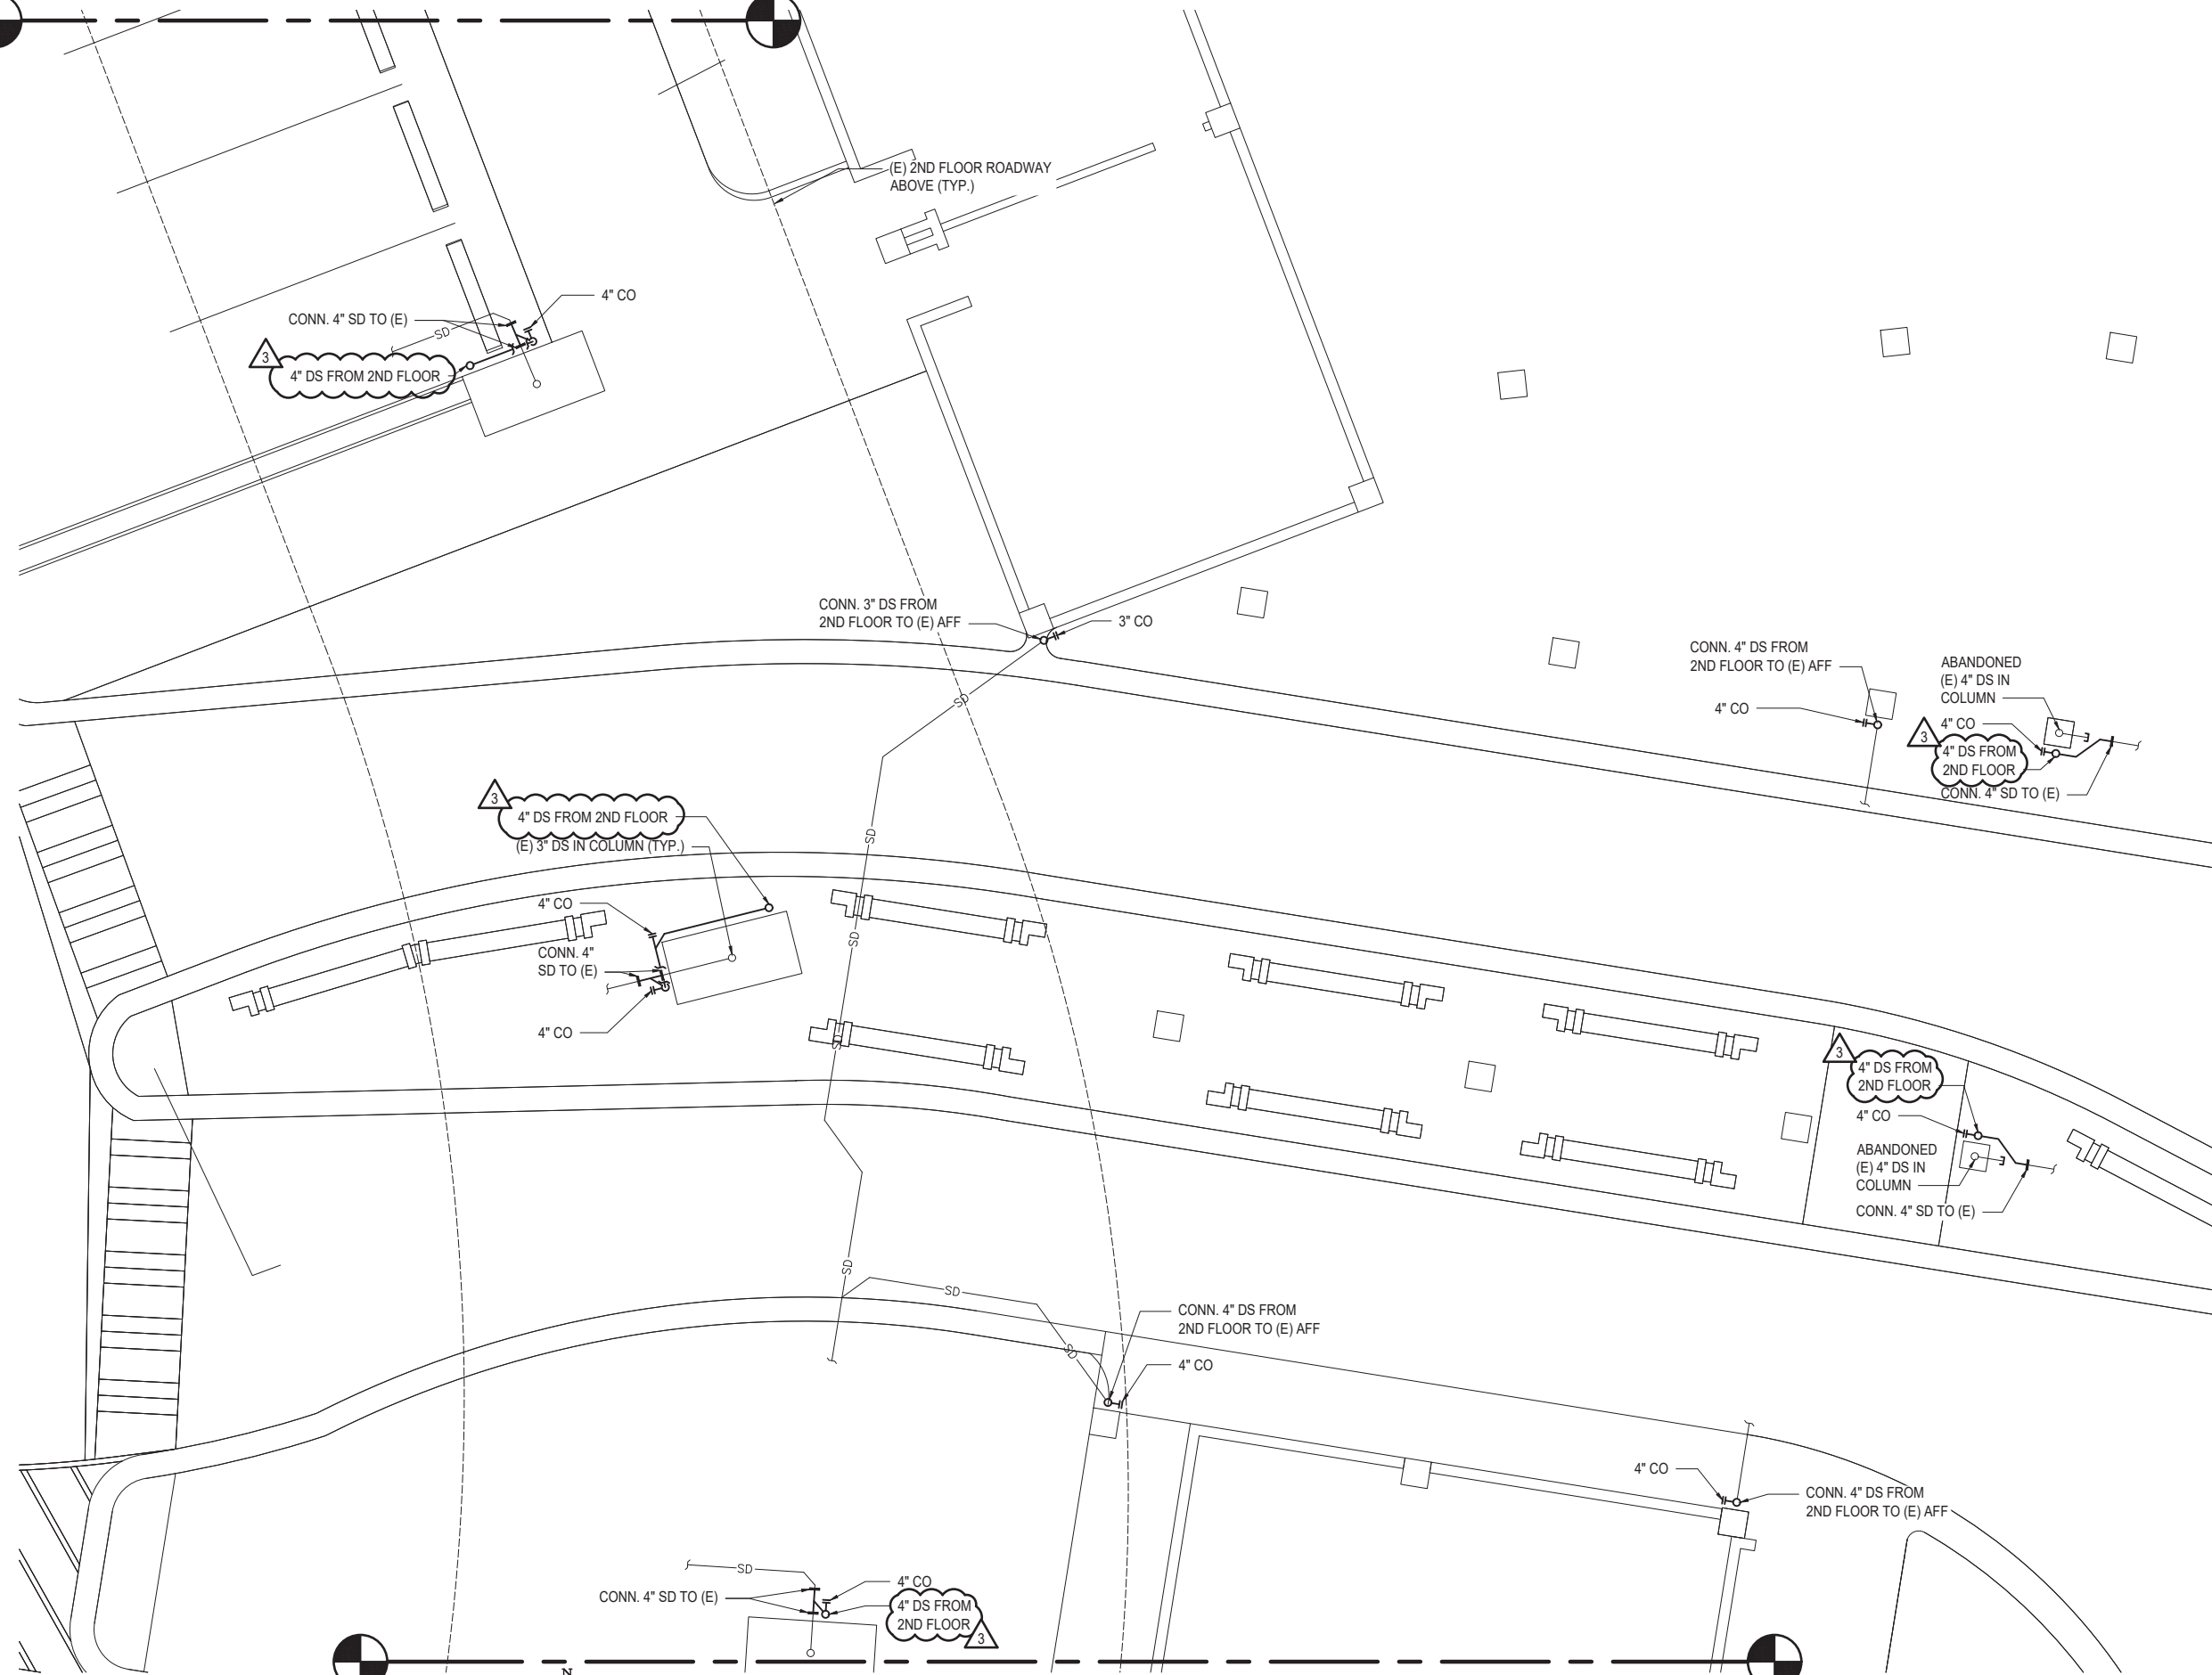 (E) 2ND FLOOR ROADWAY
ABOVE (TYP.)
4" CO
CONN. 4" SD TO (E)
SD
3
4" DS FROM 2ND FLOOR
CONN. 3" DS FROM
2ND FLOOR TO (E) AFF
3" CO
SD
CONN. 4" DS FROM
2ND FLOOR TO (E) AFF
4" CO
ABANDONED
(E) 4" DS IN
COLUMN
4" CO
3
4" DS FROM
2ND FLOOR
CONN. 4" SD TO (E)
3
4" DS FROM 2ND FLOOR
(E) 3" DS IN COLUMN (TYP.)
SD
4" CO
SD
CONN. 4"
SD TO (E)
4" CO
SD
3
4" DS FROM
2ND FLOOR
4" CO
ABANDONED
(E) 4" DS IN
COLUMN
CONN. 4" SD TO (E)
SD
SD
CONN. 4" DS FROM
2ND FLOOR TO (E) AFF
SD
4" CO
4" CO
CONN. 4" DS FROM
2ND FLOOR TO (E) AFF
SD
CONN. 4" SD TO (E)
4" CO
4" DS FROM
2ND FLOOR
3